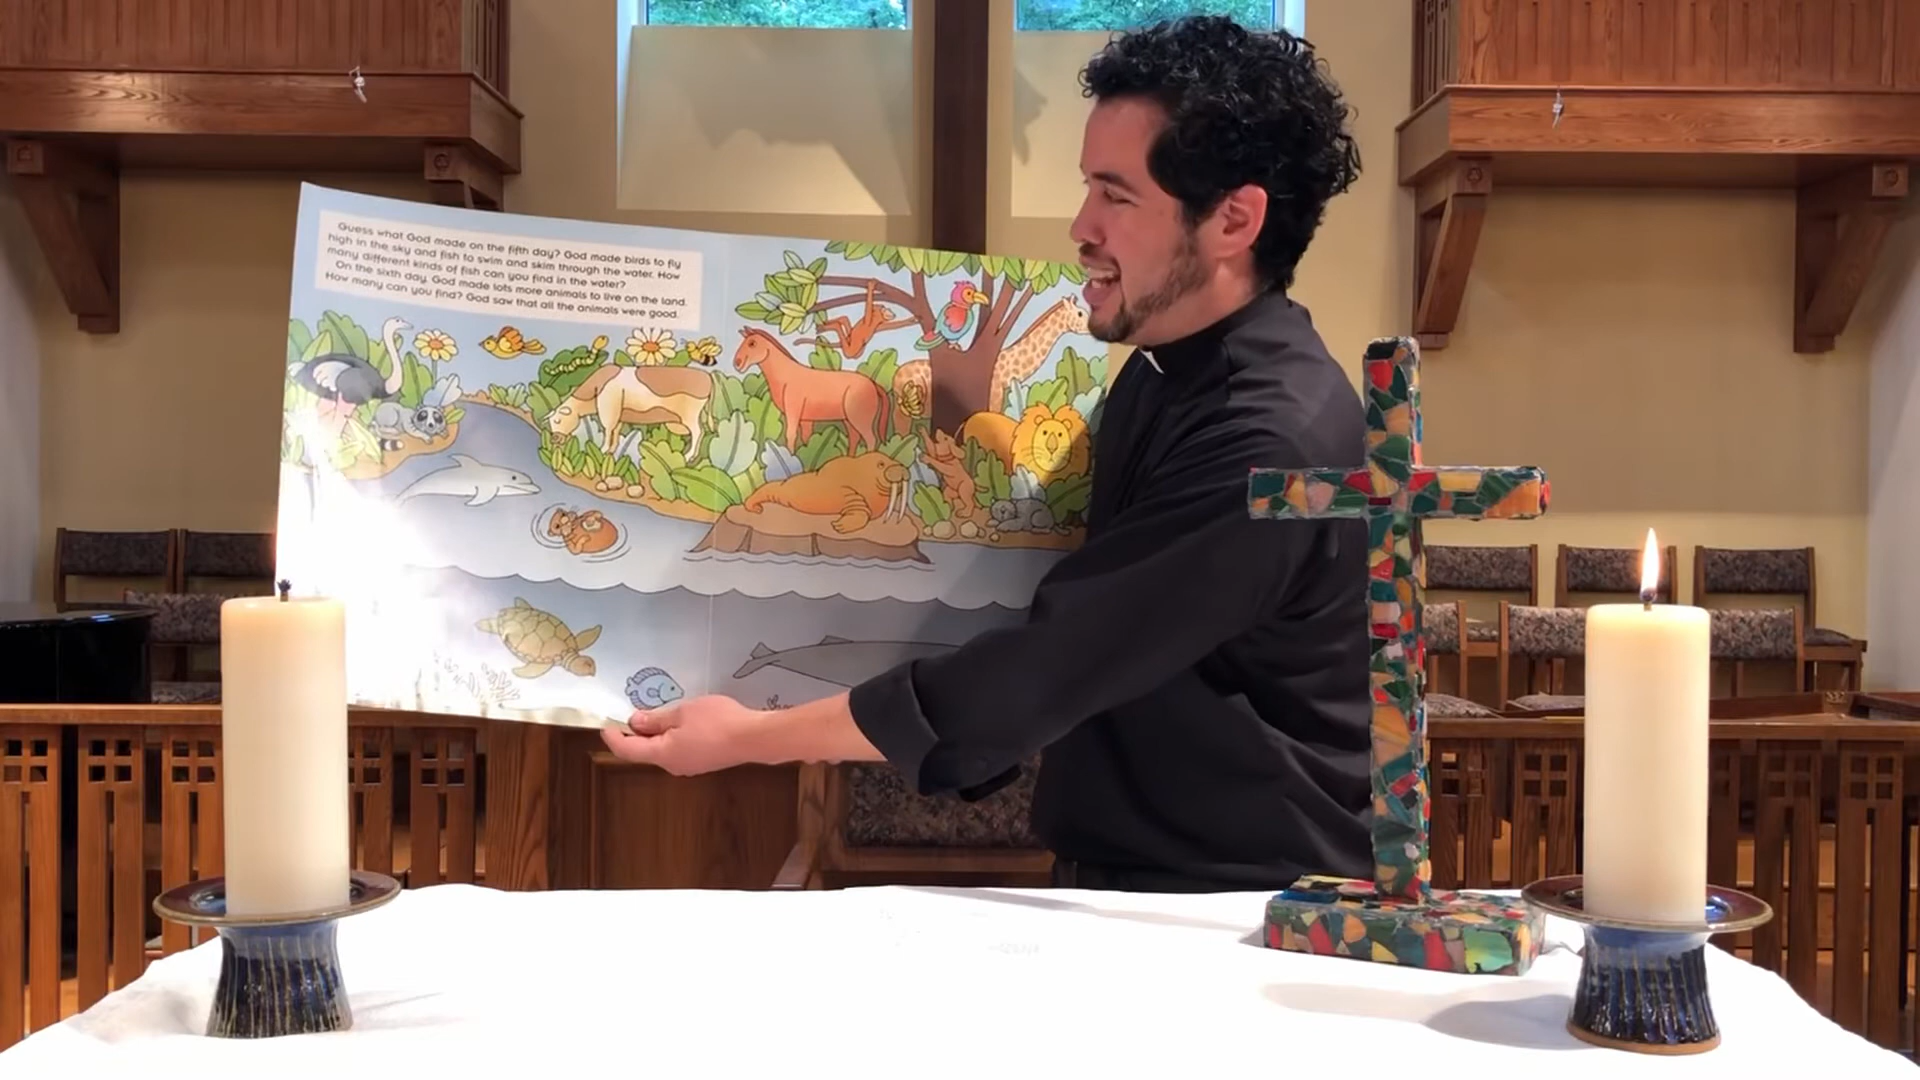 Guess what God made on the fifth day? God made birds to fly
high in the sky and fish to swim and skim through the water. How
many different kinds of fish can you find in the water?
On the sixth day, God made lots more animals to live on the land.
How many can you find? God saw that all the animals were good.